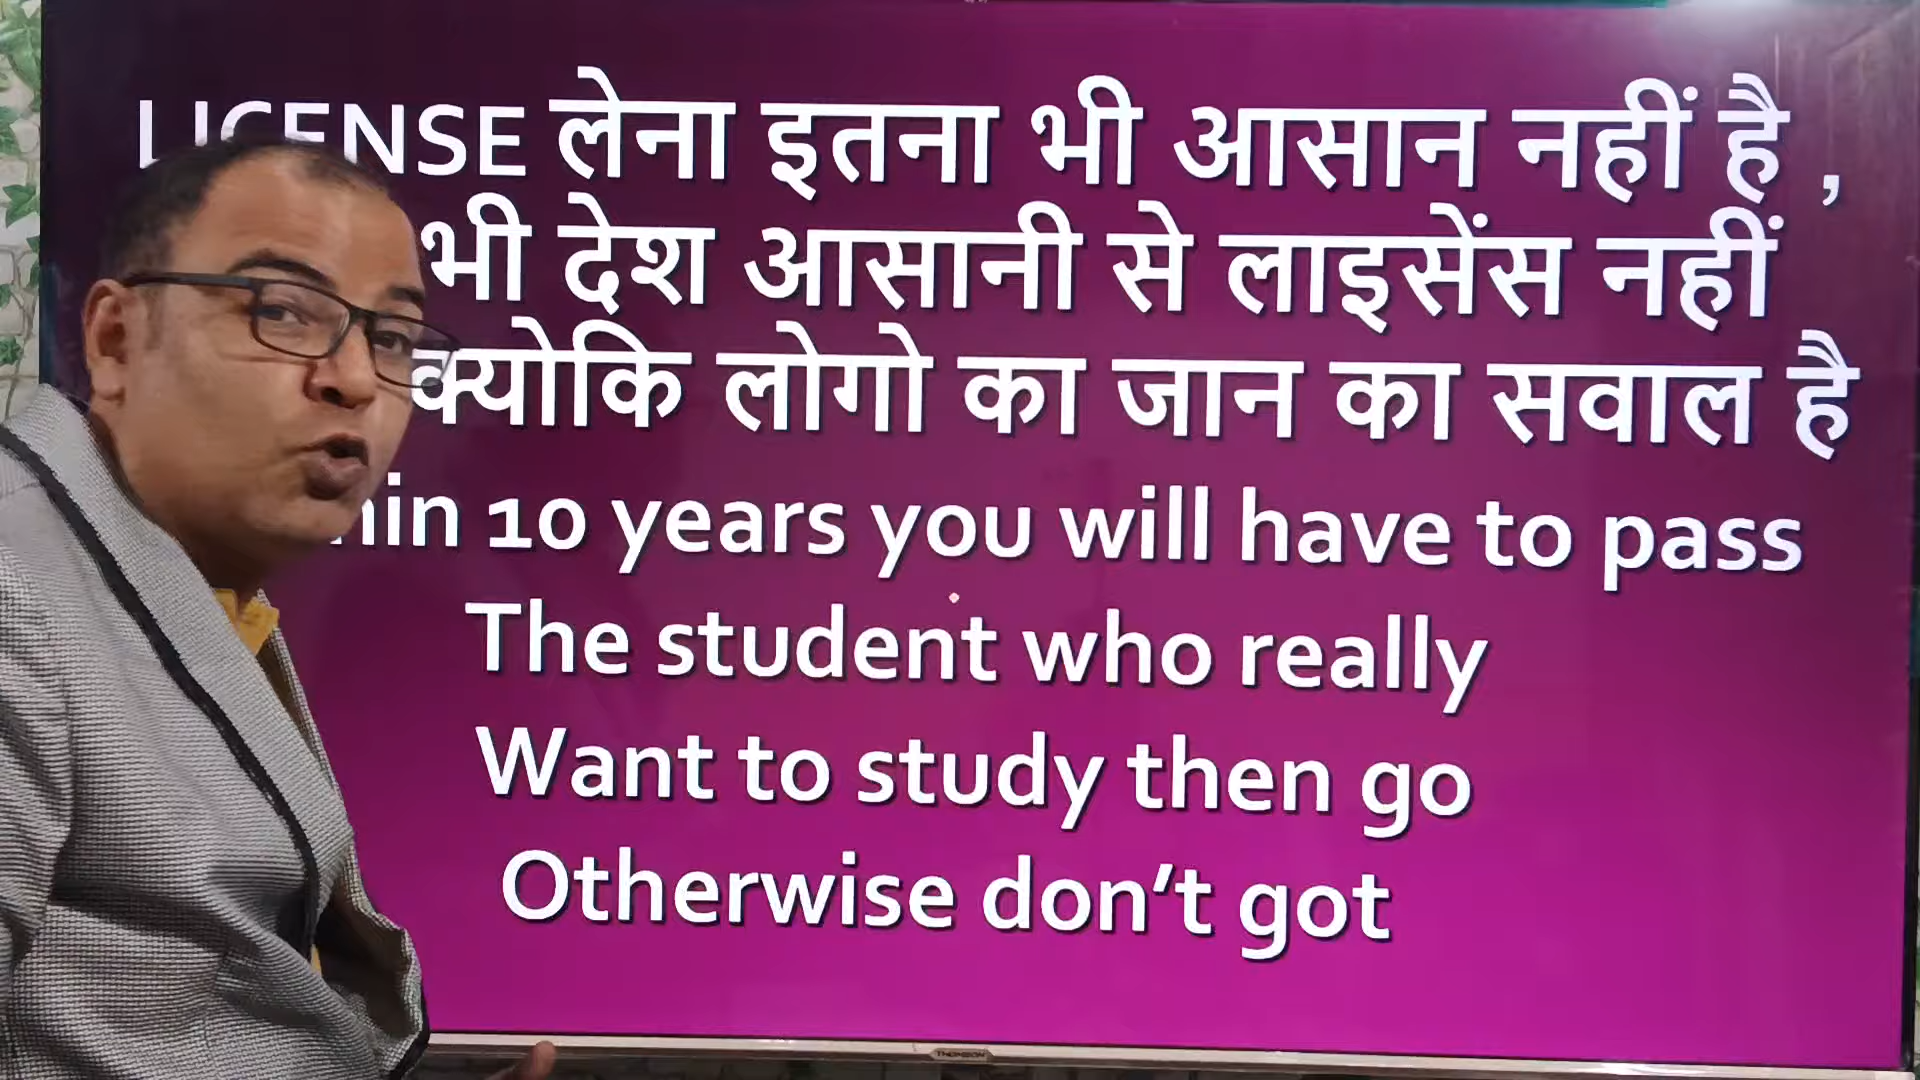 LICENSE लेना इतना भी आसान नहीं है ,
भी देश आसानी से लाइसेंस नहीं
क्योकि लोगो का जान का सवाल है
10 years you will have to pass
The student who really
Want to study then go
Otherwise don’t got
THOMSON